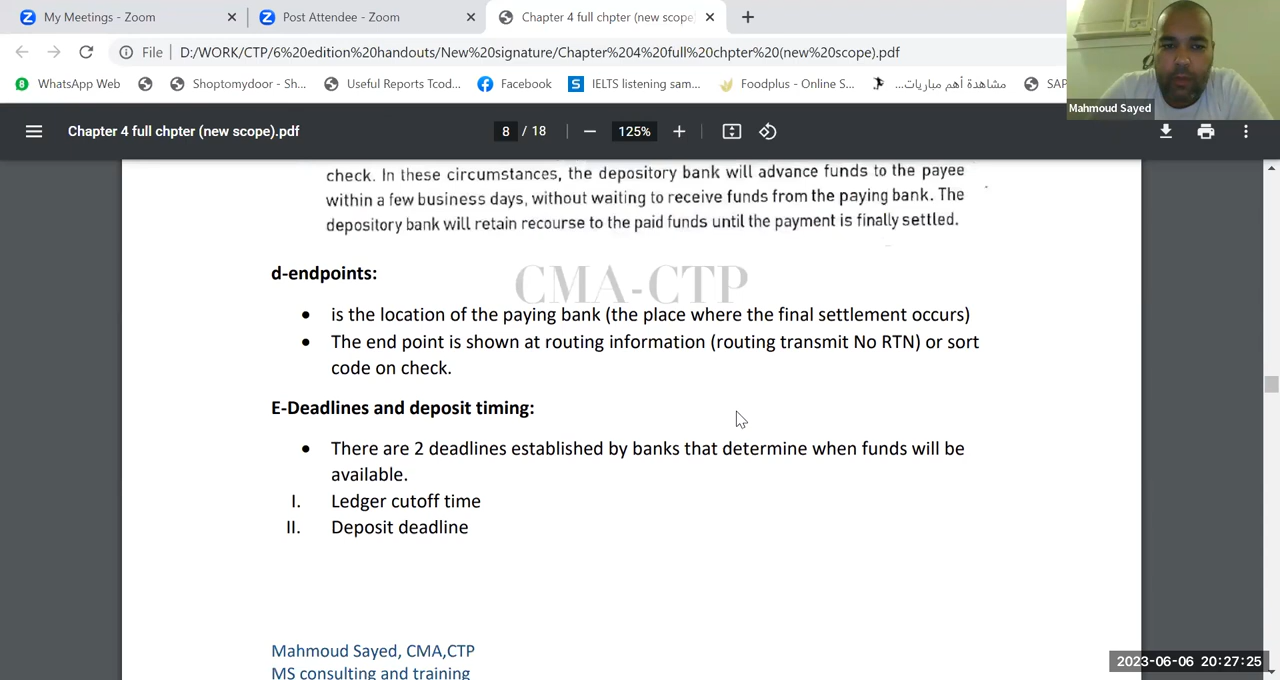 My Meetings - Zoom
Post Attendee - Zoom
Chapter 4 full chpter (new scope
File D:/WORK/CTP/6%20edition%20handouts/New%20signature/Chapter%204%20full%20chpter%20(new%20scope).pdf
WhatsApp Web
Shoptomydoor - Sh...
Useful Reports Tcod...
Facebook
IELTS listening sam...
Foodplus - Online S...
مشاهدة أهم مباريات...
SAP
Mahmoud Sayed
Chapter 4 full chpter (new scope).pdf
8 / 18
125%
check. In these circumstances, the depository bank will advance funds to the payee
within a few business days, without waiting to receive funds from the paying bank. The
depository bank will retain recourse to the paid funds until the payment is finally settled.
CMA-CTP
d-endpoints:
• is the location of the paying bank (the place where the final settlement occurs)
• The end point is shown at routing information (routing transmit No RTN) or sort
code on check.
E-Deadlines and deposit timing:
• There are 2 deadlines established by banks that determine when funds will be
available.
I. Ledger cutoff time
II. Deposit deadline
Mahmoud Sayed, CMA,CTP
MS consulting and training
2023-06-06 20:27:25